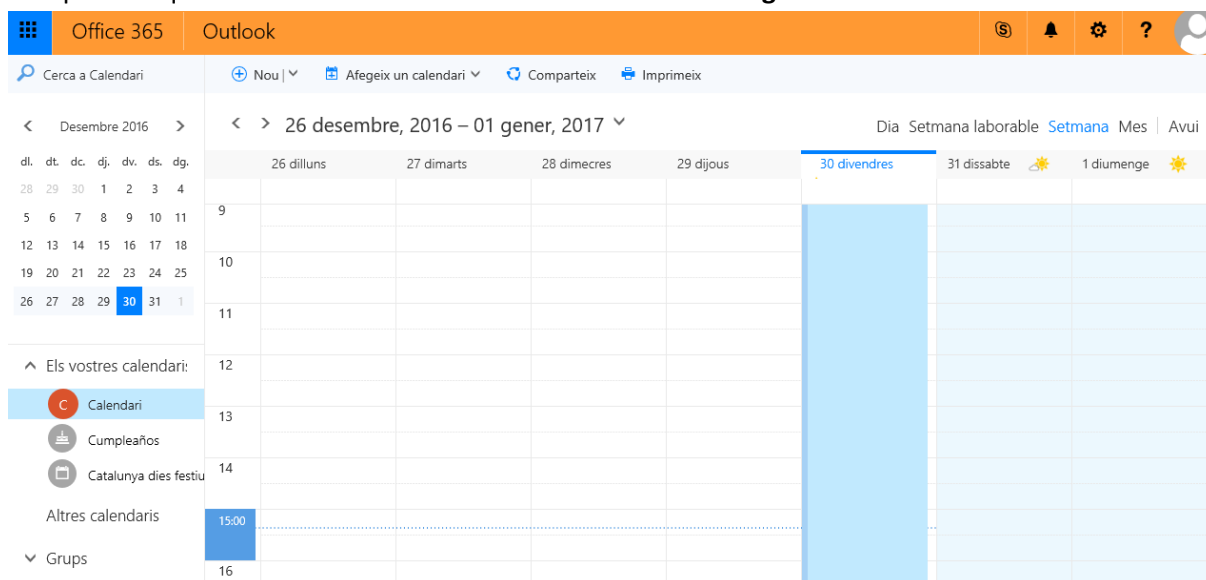 Office 365
Outlook
?
Cerca a Calendari
Nou
Afegeix un calendari
Comparteix
Imprimeix
Desembre 2016
dl. dt. dc. dj. dv. ds. dg.
28 29 30 1 2 3 4
5 6 7 8 9 10 11
12 13 14 15 16 17 18
19 20 21 22 23 24 25
26 27 28 29 30 31 1
Els vostres calendaris
C
Calendari
Cumpleaños
Catalunya dies festiu
Altres calendaris
Grups
26 desembre, 2016 – 01 gener, 2017
Dia Setmana laborable Setmana Mes | Avui
26 dilluns 27 dimarts 28 dimecres 29 dijous 30 divendres 31 dissabte 1 diumenge
9
10
11
12
13
14
15:00
16